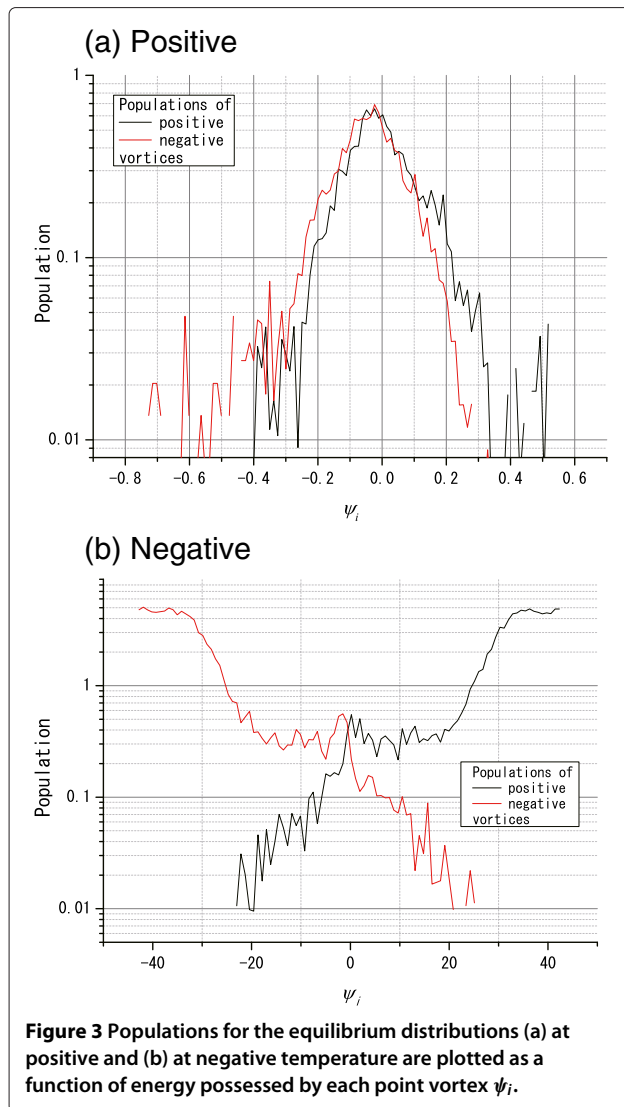 (a) Positive
1
0.1
0.01
Population
Populations of
positive
negative
vortices
-0.8 -0.6 -0.4 -0.2 0.0 0.2 0.4 0.6
ψi
(b) Negative
1
0.1
0.01
Population
Populations of
positive
negative
vortices
-40 -20 0 20 40
ψi
Figure 3 Populations for the equilibrium distributions (a) at
positive and (b) at negative temperature are plotted as a
function of energy possessed by each point vortex ψi.